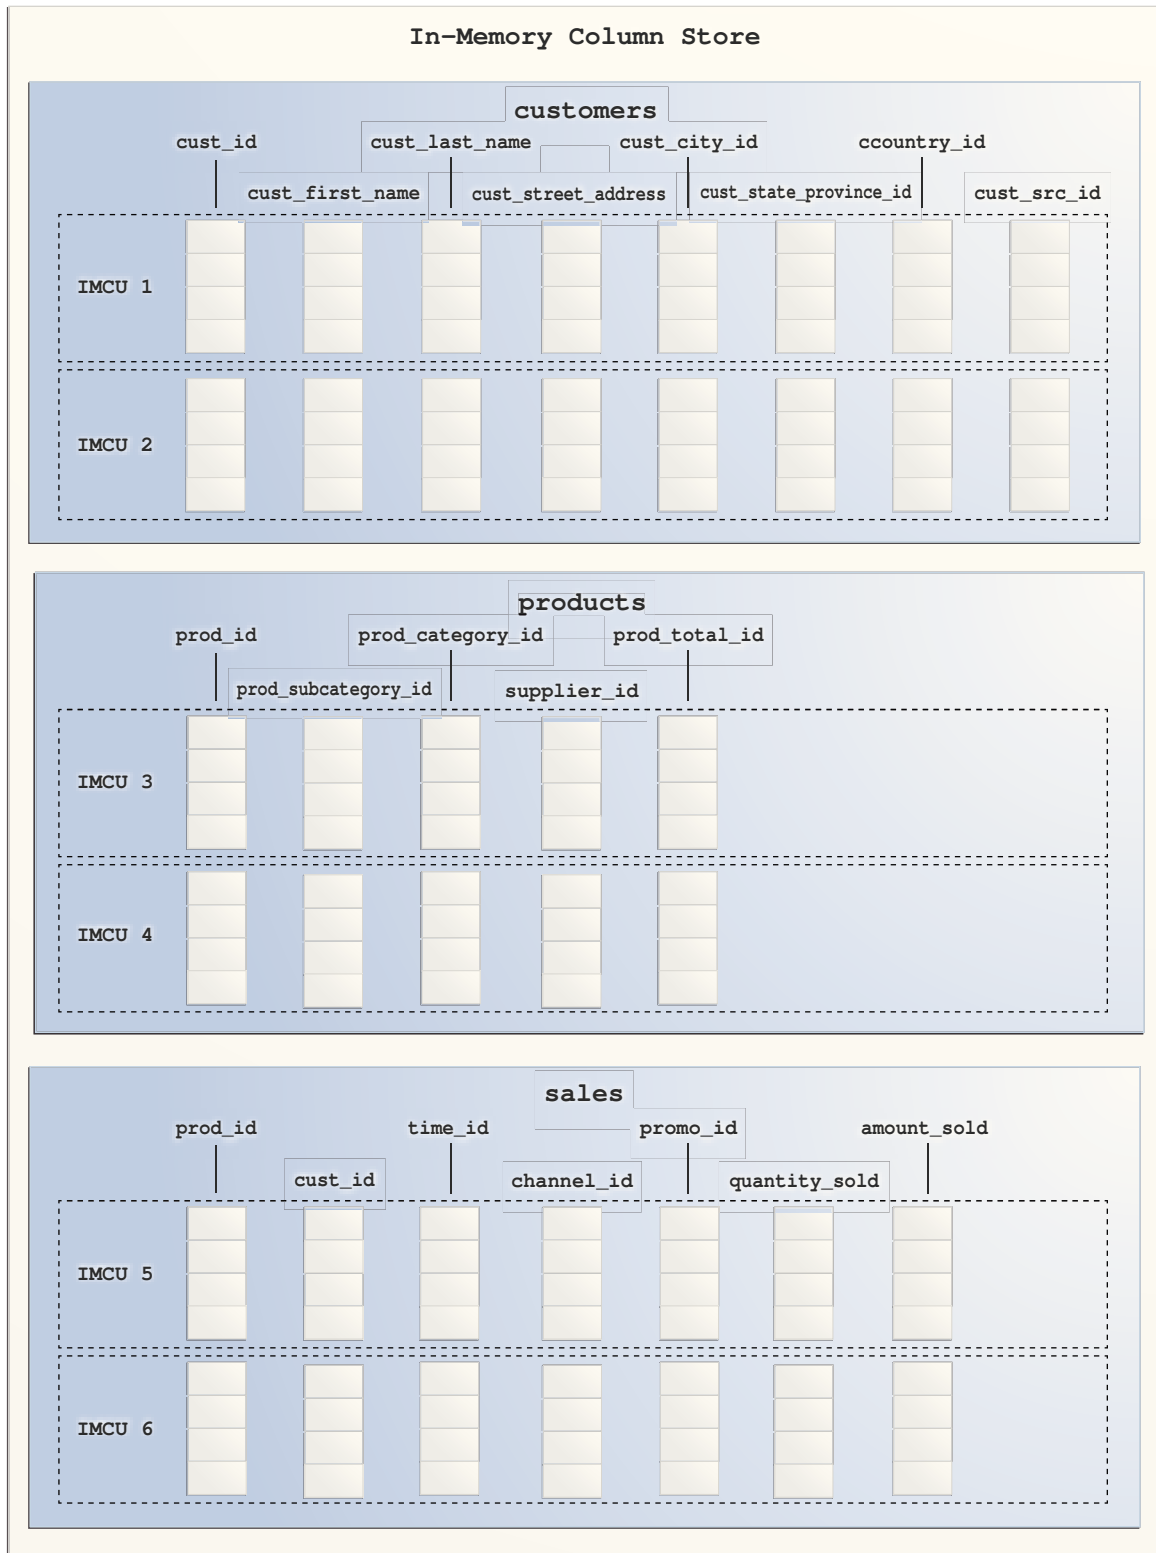 In-Memory Column Store
customers
cust_id cust_last_name cust_city_id ccountry_id
cust_first_name cust_street_address cust_state_province_id cust_src_id
IMCU 1
IMCU 2
products
prod_id prod_category_id prod_total_id
prod_subcategory_id supplier_id
IMCU 3
IMCU 4
sales
prod_id time_id promo_id amount_sold
cust_id channel_id quantity_sold
IMCU 5
IMCU 6